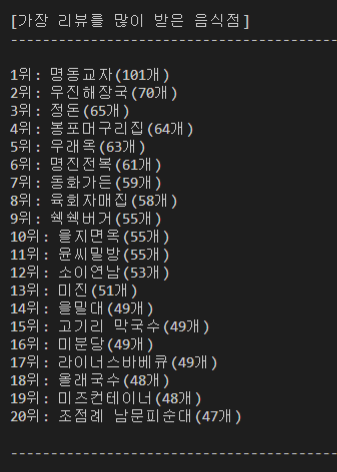 [가장 리뷰를 많이 받은 음식점]
1위: 명동교자(101개)
2위: 우진해장국(70개)
3위: 정돈(65개)
4위: 봉포머구리집(64개)
5위: 우래옥(63개)
6위: 명진전복(61개)
7위: 동화가든(59개)
8위: 육회자매집(58개)
9위: 쉑쉑버거(55개)
10위: 을지면옥(55개)
11위: 윤씨밀방(55개)
12위: 소이연남(53개)
13위: 미진(51개)
14위: 을밀대(49개)
15위: 고기리 막국수(49개)
16위: 미분당(49개)
17위: 라이너스바베큐(49개)
18위: 올래국수(48개)
19위: 미즈컨테이너(48개)
20위: 조점례 남문피순대(47개)